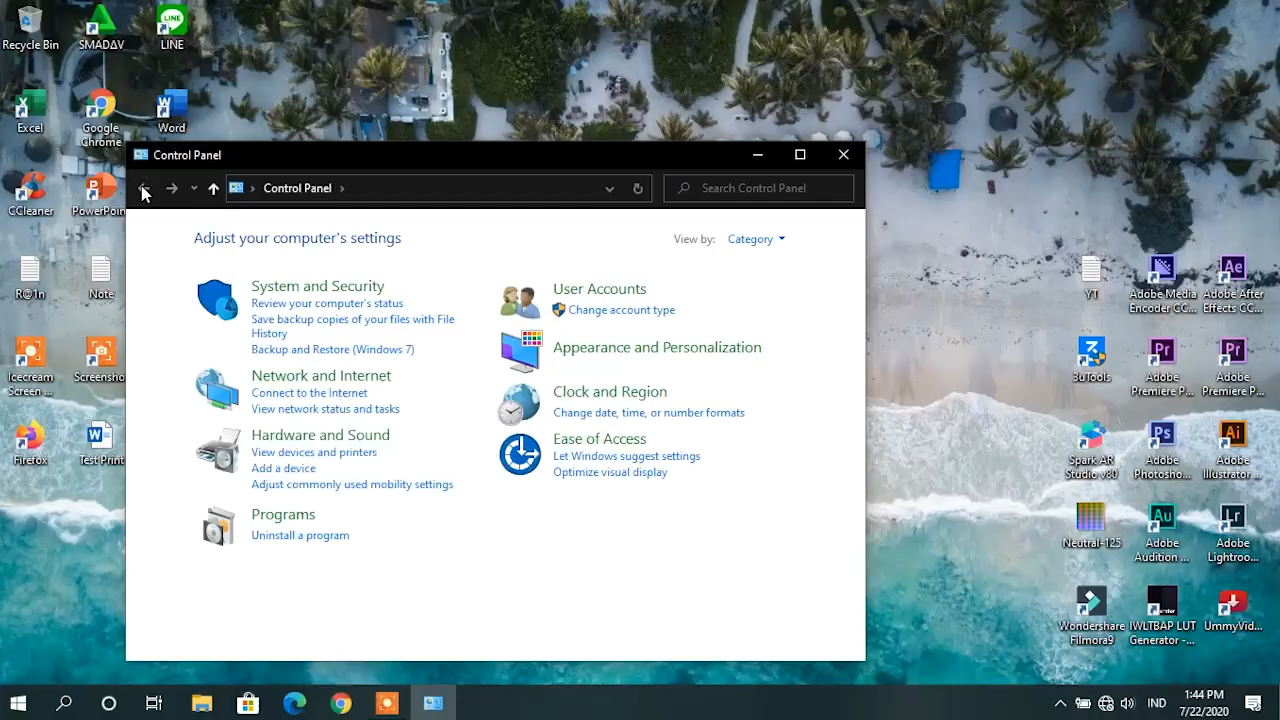 Recycle Bin
SMADΔV
LINE
Excel
Google
Chrome
Word
CCleaner
PowerPoin
R@1n
Note
Icecream
Screen ...
Screensho
Firefox
Test Print
Control Panel
Control Panel
Search Control Panel
Adjust your computer's settings
View by:
Category
System and Security
Review your computer's status
Save backup copies of your files with File
History
Backup and Restore (Windows 7)
Network and Internet
Connect to the Internet
View network status and tasks
Hardware and Sound
View devices and printers
Add a device
Adjust commonly used mobility settings
Programs
Uninstall a program
User Accounts
Change account type
Appearance and Personalization
Clock and Region
Change date, time, or number formats
Ease of Access
Let Windows suggest settings
Optimize visual display
YT
Adobe Media
Encoder CC...
Adobe After
Effects CC...
3uTools
Adobe
Premiere P...
Adobe
Premiere P...
Spark AR
Studio v80
Adobe
Photosho...
Adobe
Illustrator...
Neutral-125
Adobe
Audition ...
Adobe
Lightroo...
Wondershare
Filmora9
IWLTBAP LUT
Generator -...
UmmyVid...
IND
1:44 PM
7/22/2020